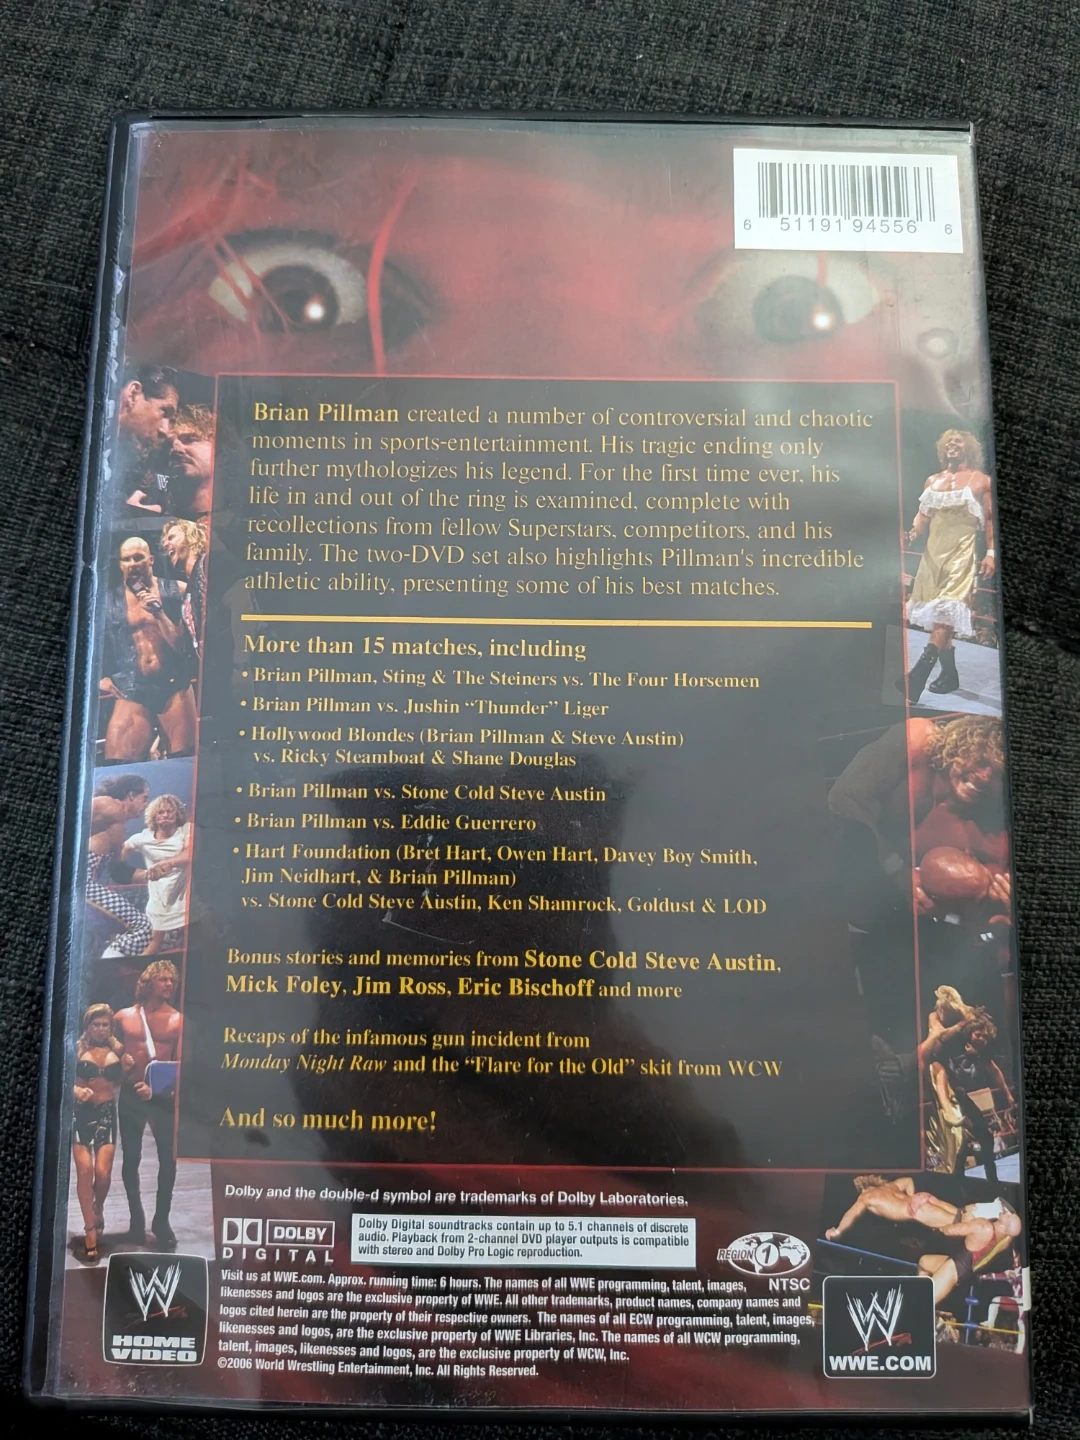 6 51191 94556 6
Brian Pillman created a number of controversial and chaotic
moments in sports-entertainment. His tragic ending only
further mythologizes his legend. For the first time ever, his
life in and out of the ring is examined, complete with
recollections from fellow Superstars, competitors, and his
family. The two-DVD set also highlights Pillman's incredible
athletic ability, presenting some of his best matches.
More than 15 matches, including
• Brian Pillman, Sting & The Steiners vs. The Four Horsemen
• Brian Pillman vs. Jushin “Thunder” Liger
• Hollywood Blondes (Brian Pillman & Steve Austin)
vs. Ricky Steamboat & Shane Douglas
• Brian Pillman vs. Stone Cold Steve Austin
• Brian Pillman vs. Eddie Guerrero
• Hart Foundation (Bret Hart, Owen Hart, Davey Boy Smith,
Jim Neidhart, & Brian Pillman)
vs. Stone Cold Steve Austin, Ken Shamrock, Goldust & LOD
Bonus stories and memories from Stone Cold Steve Austin,
Mick Foley, Jim Ross, Eric Bischoff and more
Recaps of the infamous gun incident from
Monday Night Raw and the “Flare for the Old” skit from WCW
And so much more!
Dolby and the double-d symbol are trademarks of Dolby Laboratories.
DOLBY
DIGITAL
Dolby Digital soundtracks contain up to 5.1 channels of discrete
audio. Playback from 2-channel DVD player outputs is compatible
with stereo and Dolby Pro Logic reproduction.
REGION 1
NTSC
Visit us at WWE.com. Approx. running time: 6 hours. The names of all WWE programming, talent, images,
likenesses and logos are the exclusive property of WWE. All other trademarks, product names, company names and
logos cited herein are the property of their respective owners. The names of all ECW programming, talent, images,
likenesses and logos, are the exclusive property of WWE Libraries, Inc. The names of all WCW programming,
talent, images, likenesses and logos, are the exclusive property of WCW, Inc.
©2006 World Wrestling Entertainment, Inc. All Rights Reserved.
W
HOME
VIDEO
W
WWE.COM